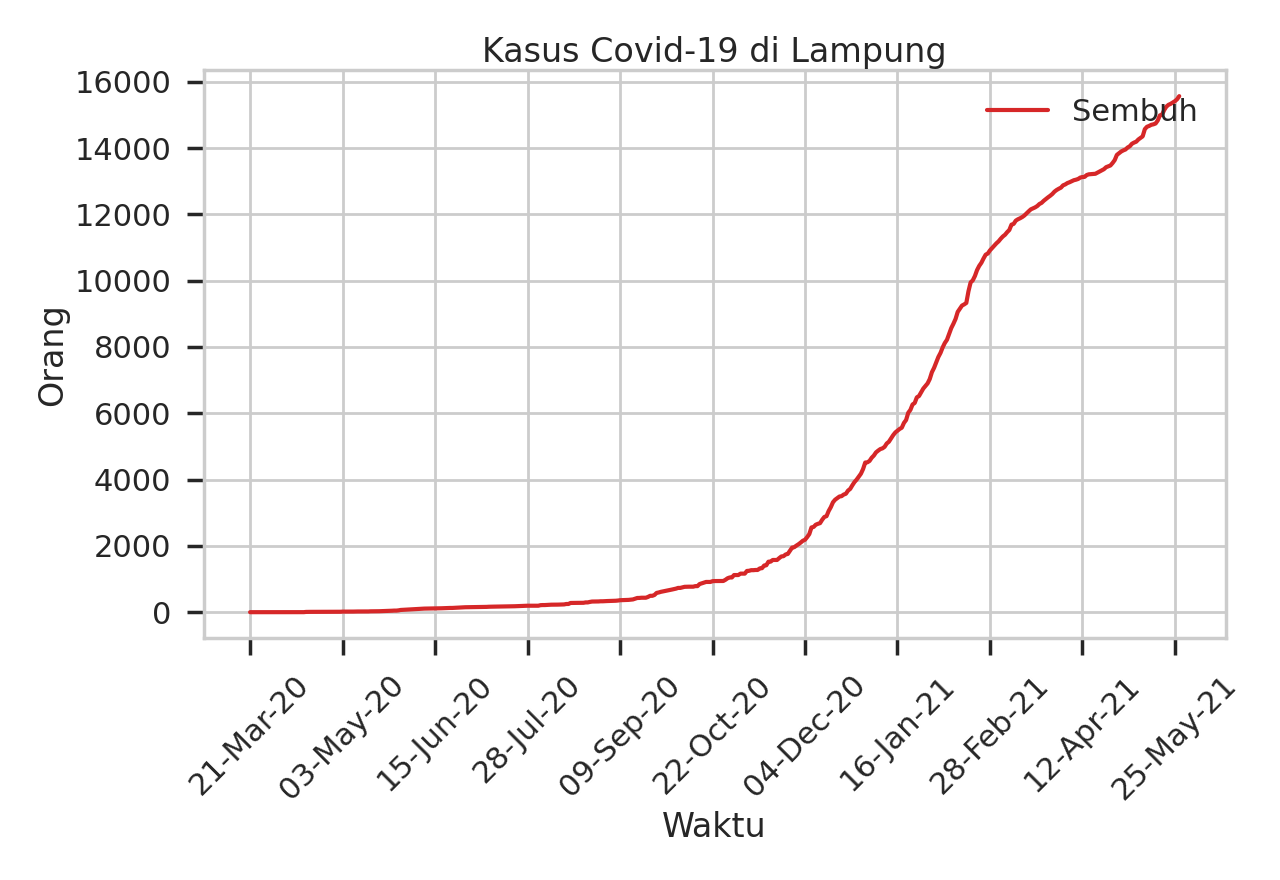 Kasus Covid-19 di Lampung
16000
14000
12000
10000
8000
6000
4000
2000
0
Orang
Sembuh
21-Mar-20
03-May-20
15-Jun-20
28-Jul-20
09-Sep-20
22-Oct-20
04-Dec-20
16-Jan-21
28-Feb-21
12-Apr-21
25-May-21
Waktu